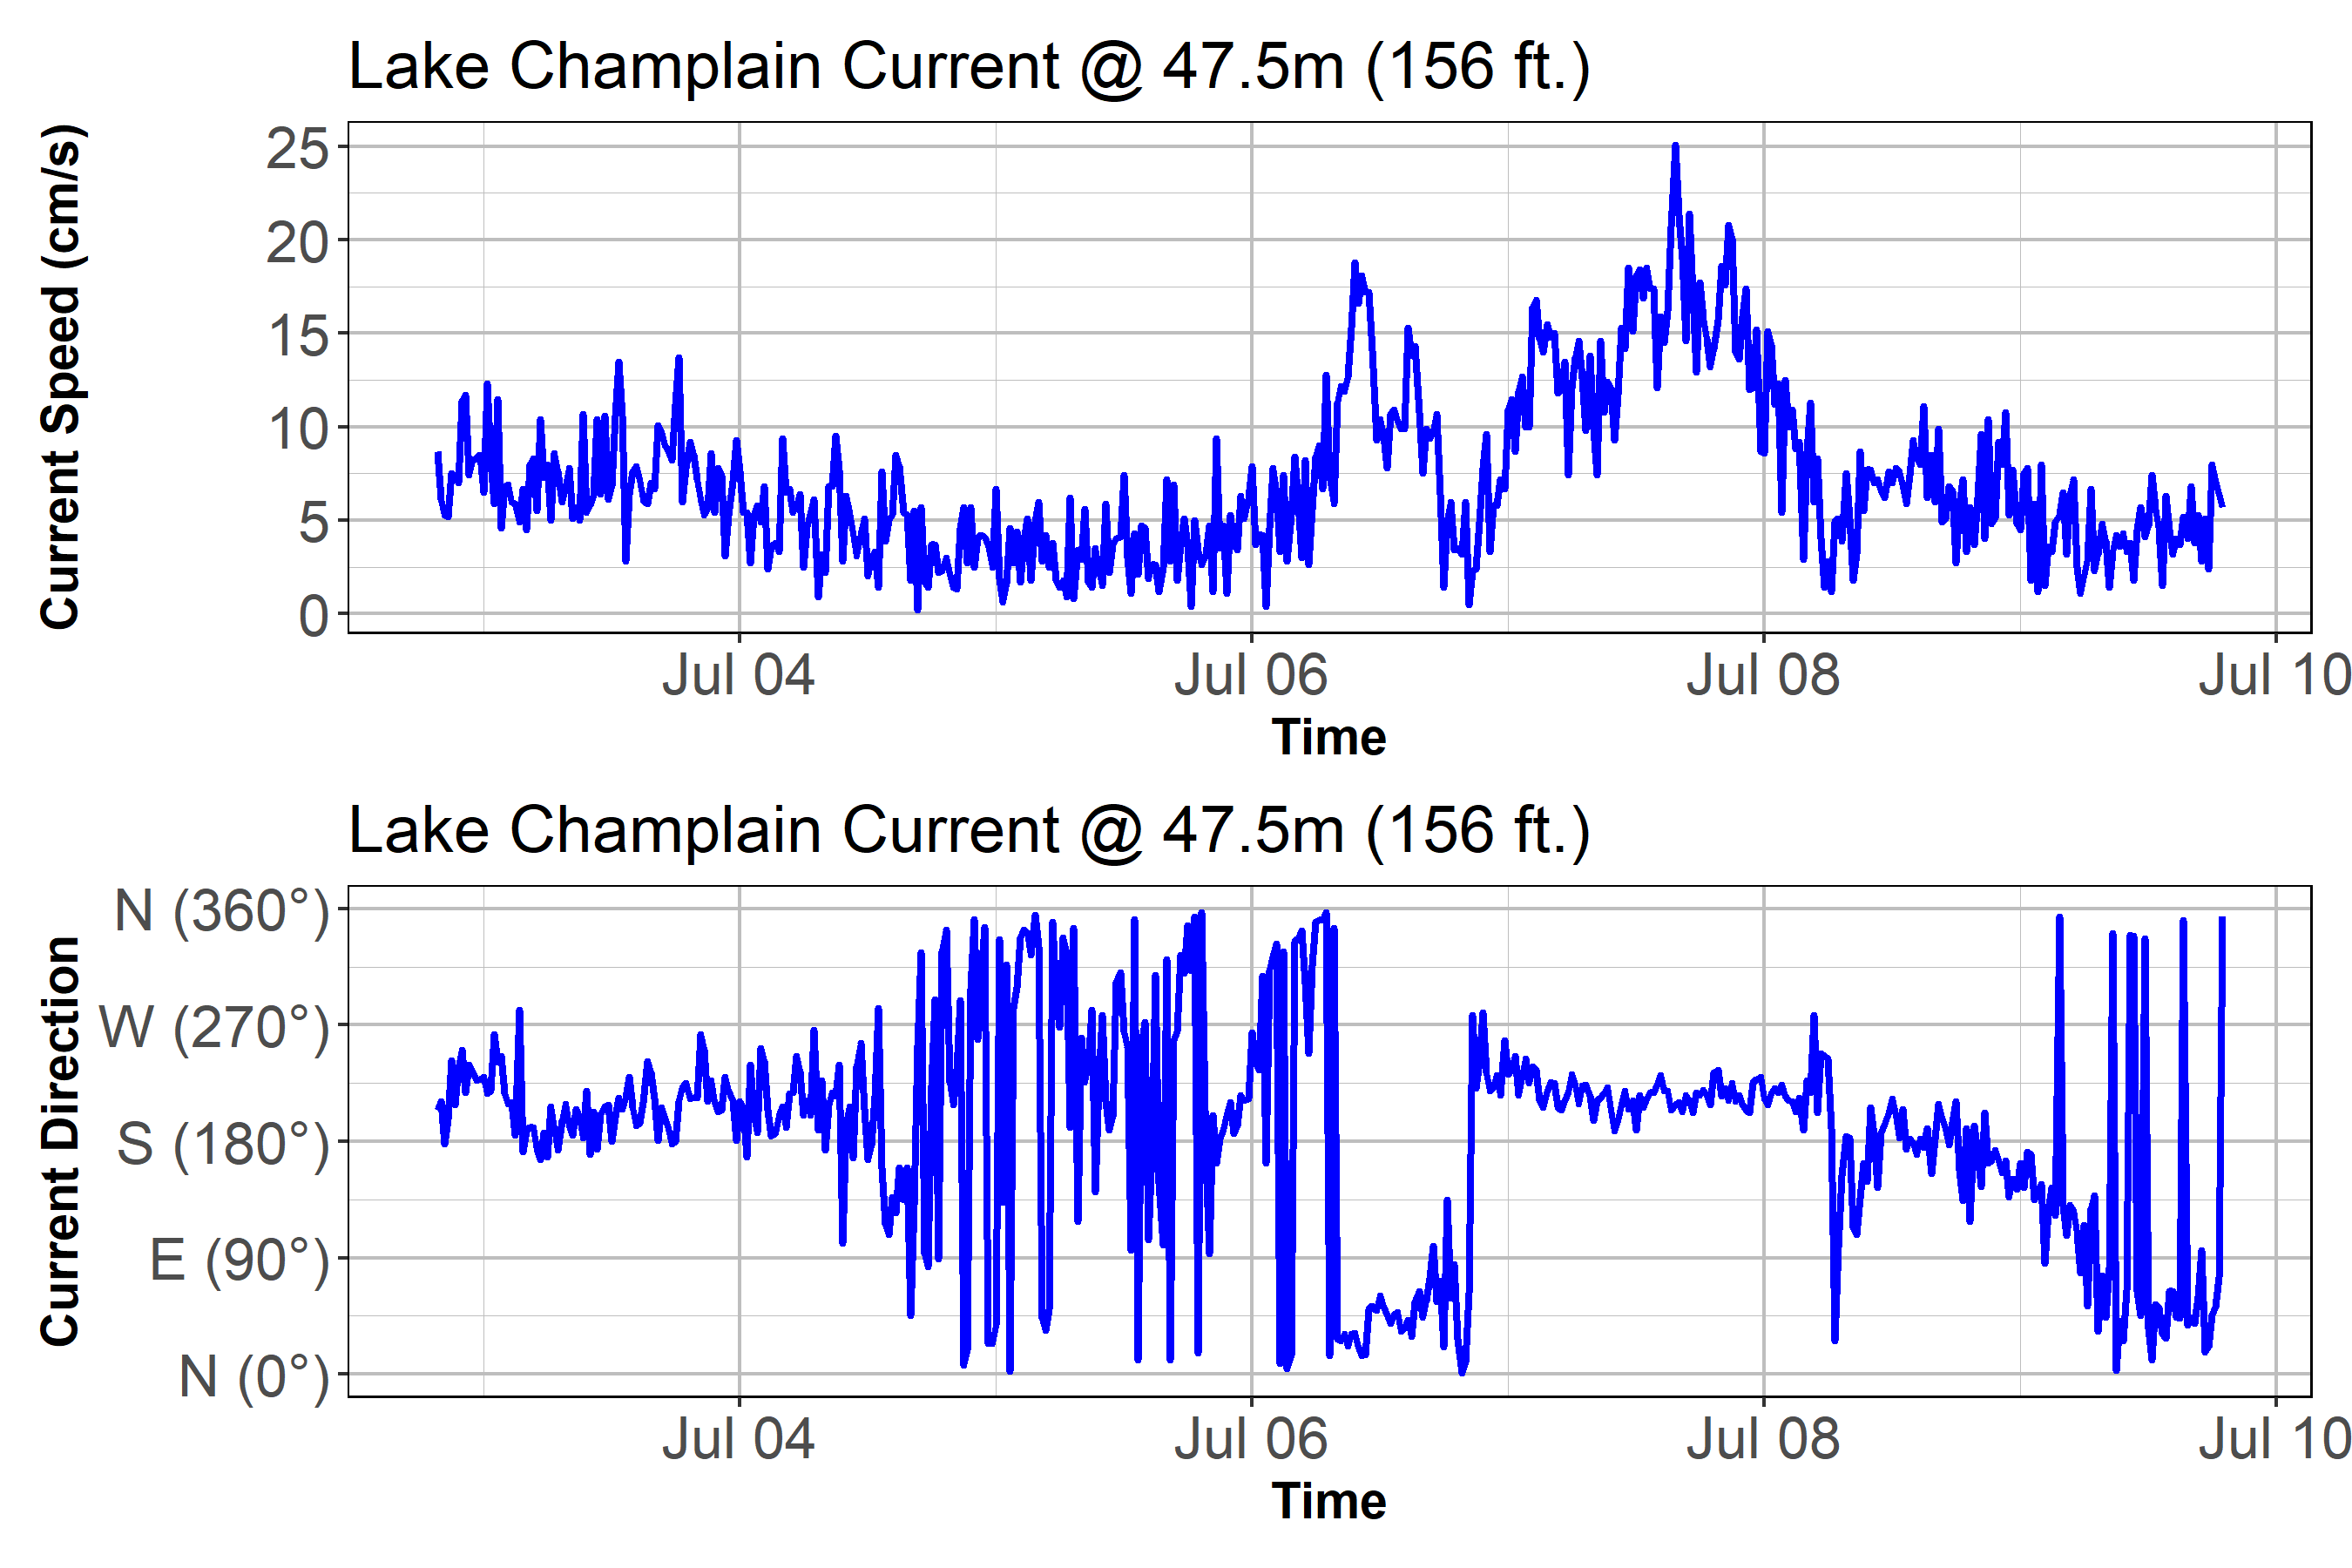 Lake Champlain Current @ 47.5m (156 ft.)
Current Speed (cm/s)
25
20
15
10
5
0
Jul 04
Jul 06
Jul 08
Jul 10
Time
Lake Champlain Current @ 47.5m (156 ft.)
Current Direction
N (360°)
W (270°)
S (180°)
E (90°)
N (0°)
Jul 04
Jul 06
Jul 08
Jul 10
Time